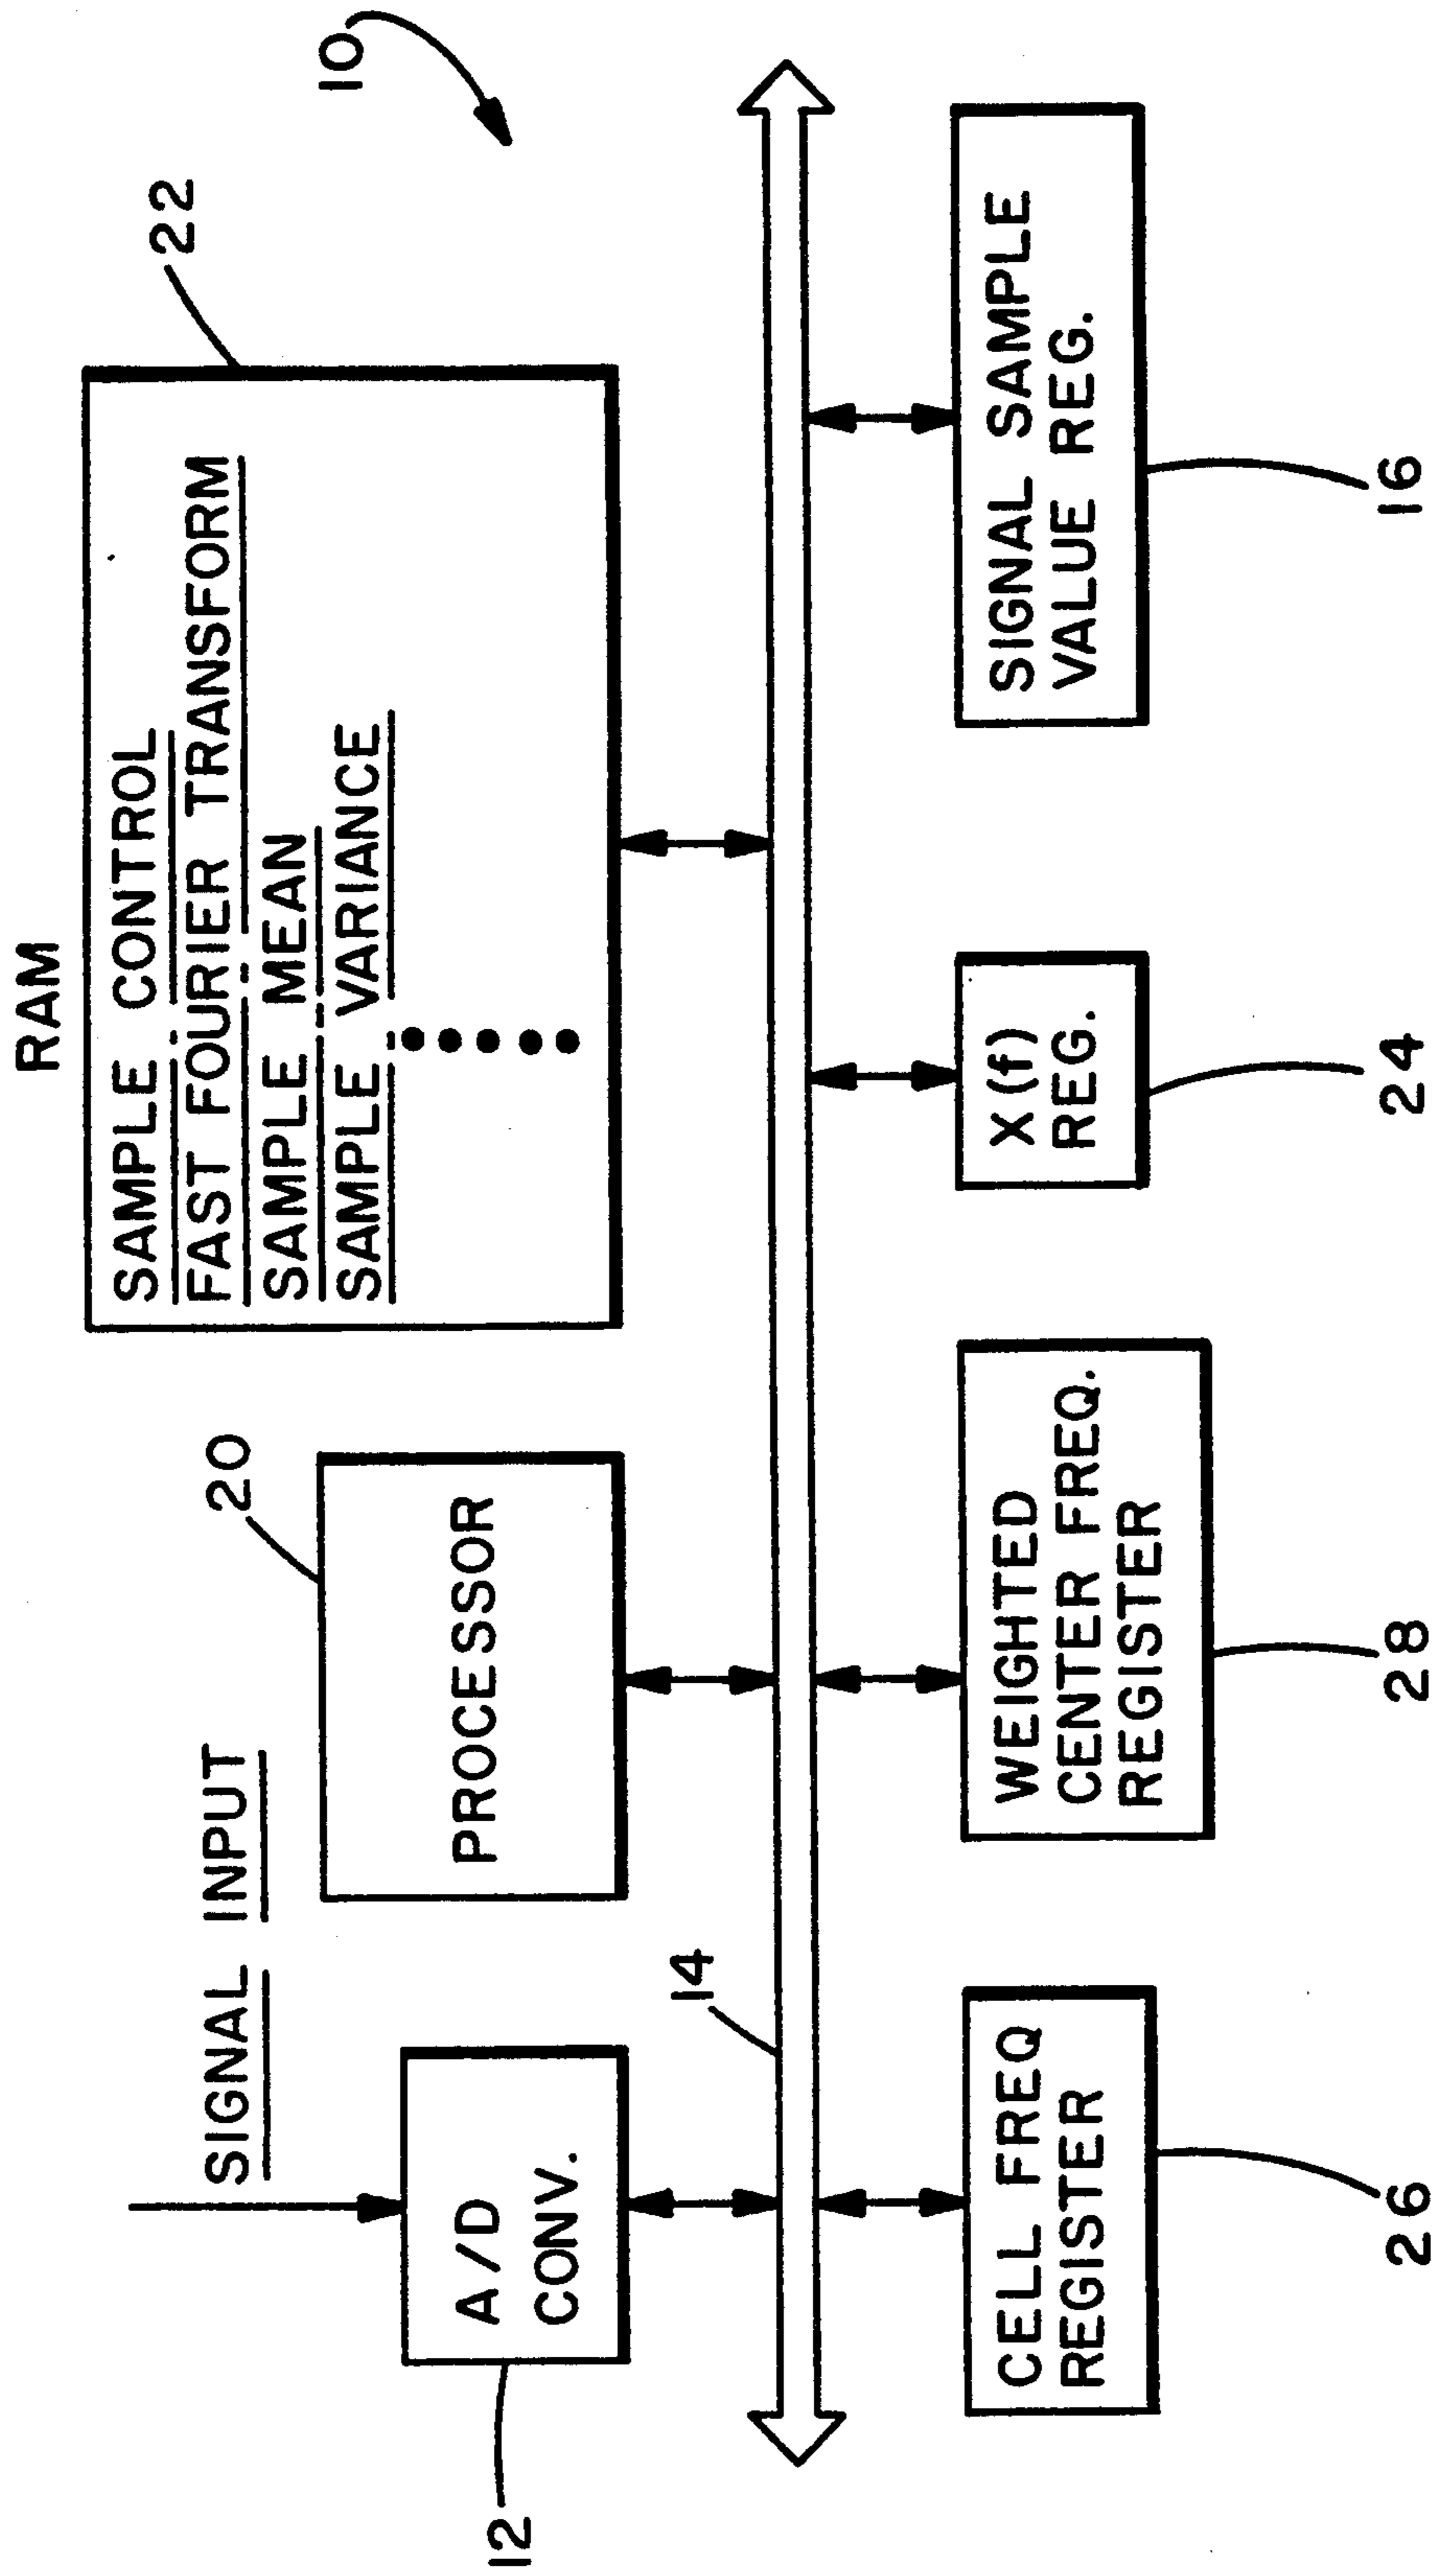 10
RAM
22
SAMPLE CONTROL
FAST FOURIER TRANSFORM
SAMPLE MEAN
SAMPLE VARIANCE
SIGNAL INPUT
20
PROCESSOR
12
A/D
CONV.
14
CELL FREQ
REGISTER
26
WEIGHTED
CENTER FREQ.
REGISTER
28
X(f)
REG.
24
SIGNAL SAMPLE
VALUE REG.
16